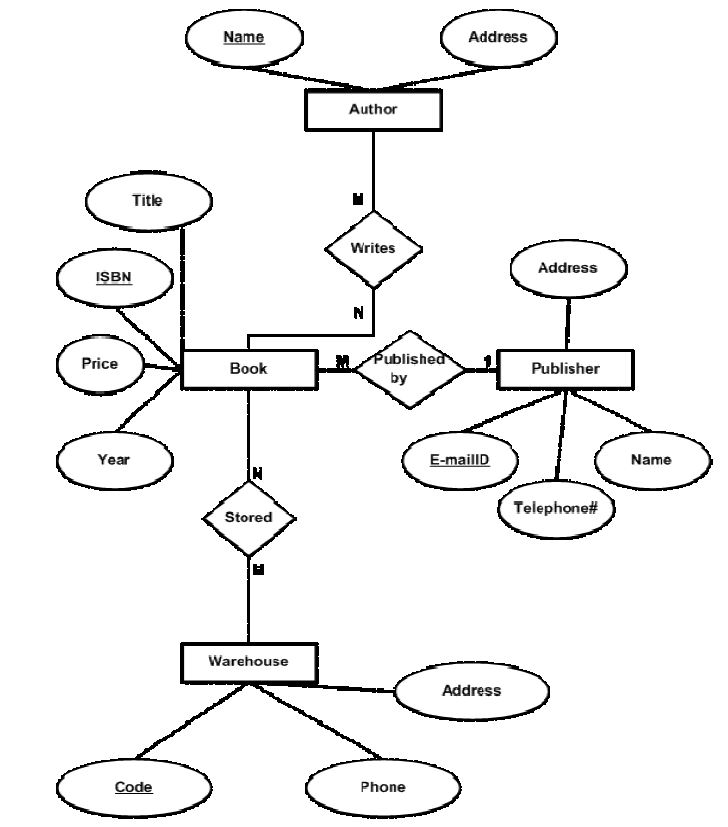 Name
Address
Author
M
Title
Writes
ISBN
Address
N
Price
Book
M
Published
by
1
Publisher
Year
E-mailID
Name
N
Telephone#
Stored
M
Warehouse
Address
Code
Phone